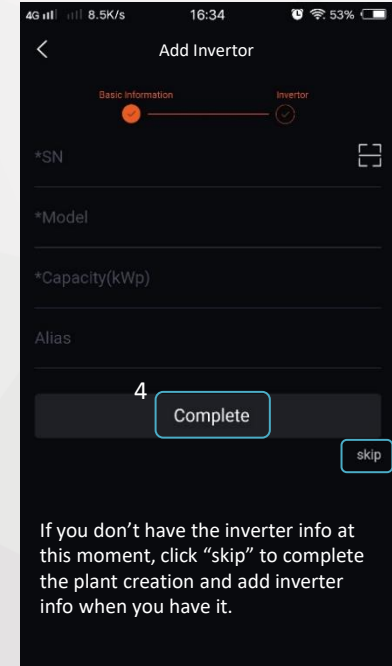 4G 8.5K/s 16:34 53%
Add Invertor
Basic Information Invertor
*SN
*Model
*Capacity(kWp)
Alias
4
Complete
skip
If you don’t have the inverter info at
this moment, click “skip” to complete
the plant creation and add inverter
info when you have it.